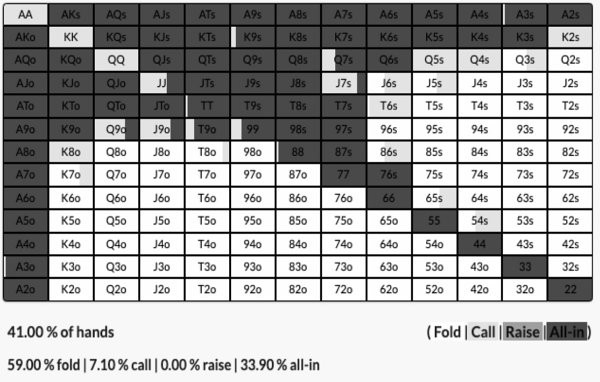 AA AKs AQs AJs ATs A9s A8s A7s A6s A5s A4s A3s A2s
AKo KK KQs KJs KTs K9s K8s K7s K6s K5s K4s K3s K2s
AQo KQo QQ QJs QTs Q9s Q8s Q7s Q6s Q5s Q4s Q3s Q2s
AJo KJo QJo JJ JTs J9s J8s J7s J6s J5s J4s J3s J2s
ATo KTo QTo JTo TT T9s T8s T7s T6s T5s T4s T3s T2s
A9o K9o Q9o J9o T9o 99 98s 97s 96s 95s 94s 93s 92s
A8o K8o Q8o J8o T8o 98o 88 87s 86s 85s 84s 83s 82s
A7o K7o Q7o J7o T7o 97o 87o 77 76s 75s 74s 73s 72s
A6o K6o Q6o J6o T6o 96o 86o 76o 66 65s 64s 63s 62s
A5o K5o Q5o J5o T5o 95o 85o 75o 65o 55 54s 53s 52s
A4o K4o Q4o J4o T4o 94o 84o 74o 64o 54o 44 43s 42s
A3o K3o Q3o J3o T3o 93o 83o 73o 63o 53o 43o 33 32s
A2o K2o Q2o J2o T2o 92o 82o 72o 62o 52o 42o 32o 22
41.00 % of hands ( Fold | Call | Raise | All-in )
59.00 % fold | 7.10 % call | 0.00 % raise | 33.90 % all-in